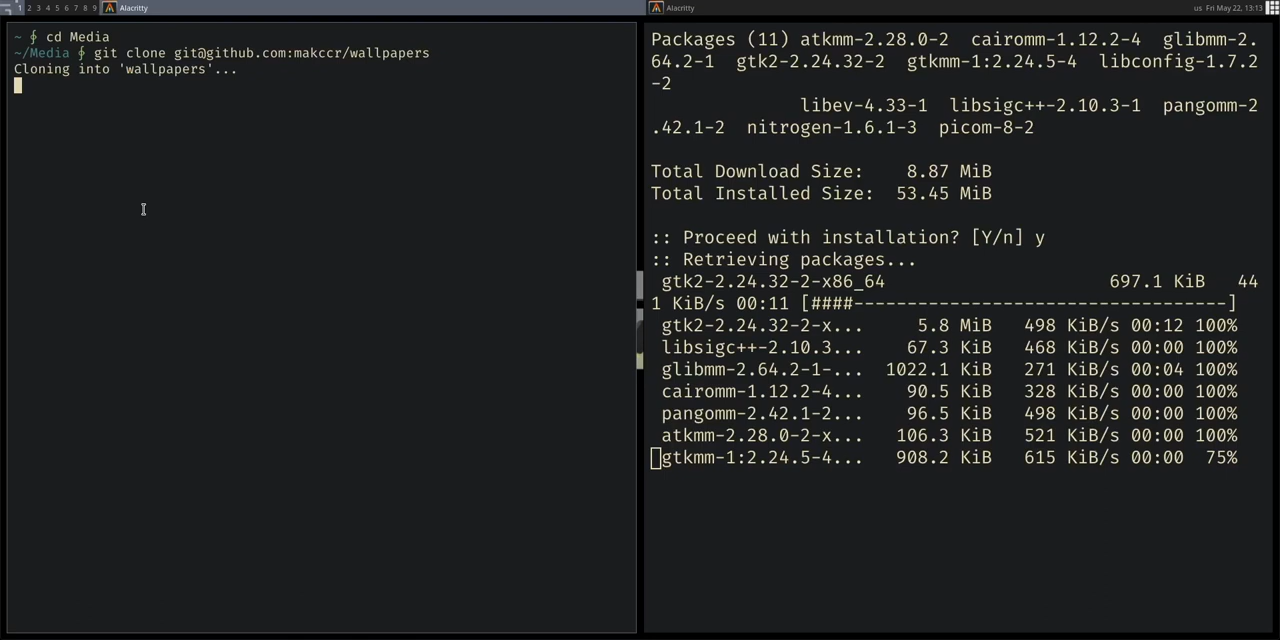 1 2 3 4 5 6 7 8 9 Alacritty
Alacritty us Fri May 22, 13:13
~ ∮ cd Media
~/Media ∮ git clone git@github.com:makccr/wallpapers
Cloning into 'wallpapers'...
Packages (11) atkmm-2.28.0-2 cairomm-1.12.2-4 glibmm-2.
64.2-1 gtk2-2.24.32-2 gtkmm-1:2.24.5-4 libconfig-1.7.2
-2
libev-4.33-1 libsigc++-2.10.3-1 pangomm-2
.42.1-2 nitrogen-1.6.1-3 picom-8-2
Total Download Size: 8.87 MiB
Total Installed Size: 53.45 MiB
:: Proceed with installation? [Y/n] y
:: Retrieving packages...
gtk2-2.24.32-2-x86_64 697.1 KiB 44
1 KiB/s 00:11 [####-----------------------------------]
gtk2-2.24.32-2-x... 5.8 MiB 498 KiB/s 00:12 100%
libsigc++-2.10.3... 67.3 KiB 468 KiB/s 00:00 100%
glibmm-2.64.2-1-... 1022.1 KiB 271 KiB/s 00:04 100%
cairomm-1.12.2-4... 90.5 KiB 328 KiB/s 00:00 100%
pangomm-2.42.1-2... 96.5 KiB 498 KiB/s 00:00 100%
atkmm-2.28.0-2-x... 106.3 KiB 521 KiB/s 00:00 100%
gtkmm-1:2.24.5-4... 908.2 KiB 615 KiB/s 00:00 75%